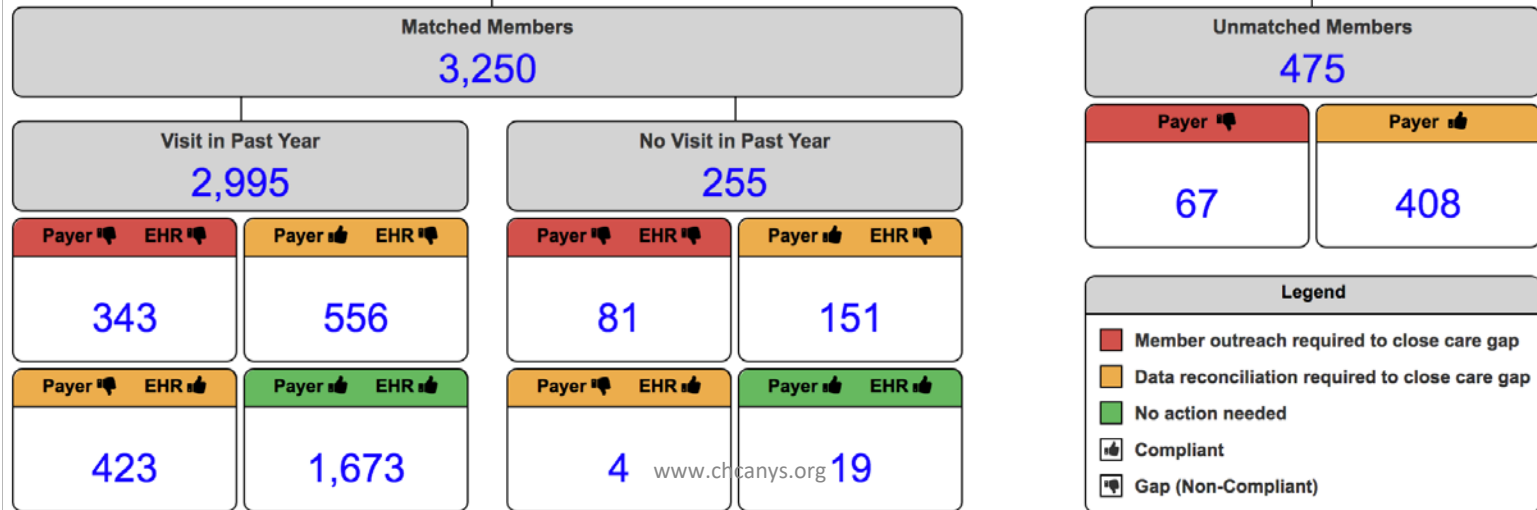 Matched Members
3,250
Visit in Past Year
2,995
Payer EHR
343
Payer EHR
556
Payer EHR
423
Payer EHR
1,673
No Visit in Past Year
255
Payer EHR
81
Payer EHR
151
Payer EHR
4
Payer EHR
19
www.chcanys.org
Unmatched Members
475
Payer
67
Payer
408
Legend
Member outreach required to close care gap
Data reconciliation required to close care gap
No action needed
Compliant
Gap (Non-Compliant)